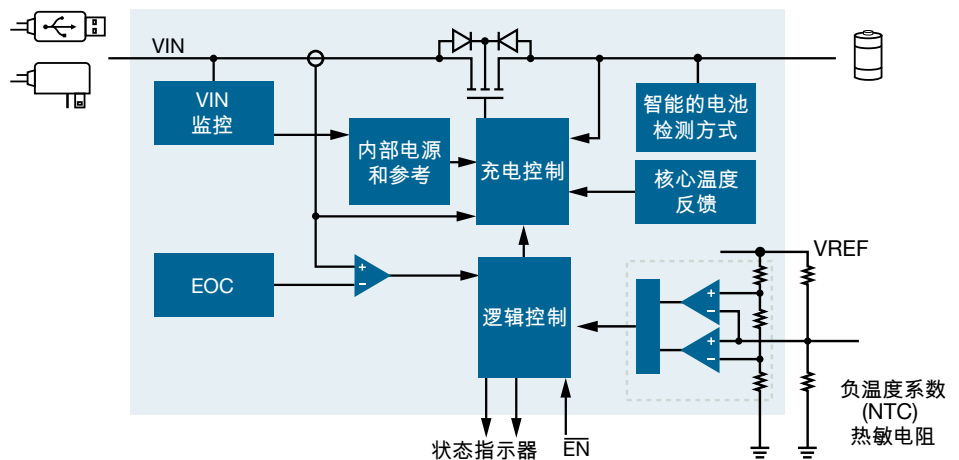 VIN
VIN
监控
内部电源
和参考
充电控制
智能的电池
检测方式
核心温度
反馈
EOC
+
−
逻辑控制
VREF
+
−
+
−
负温度系数
(NTC)
热敏电阻
状态指示器
E̅N̅